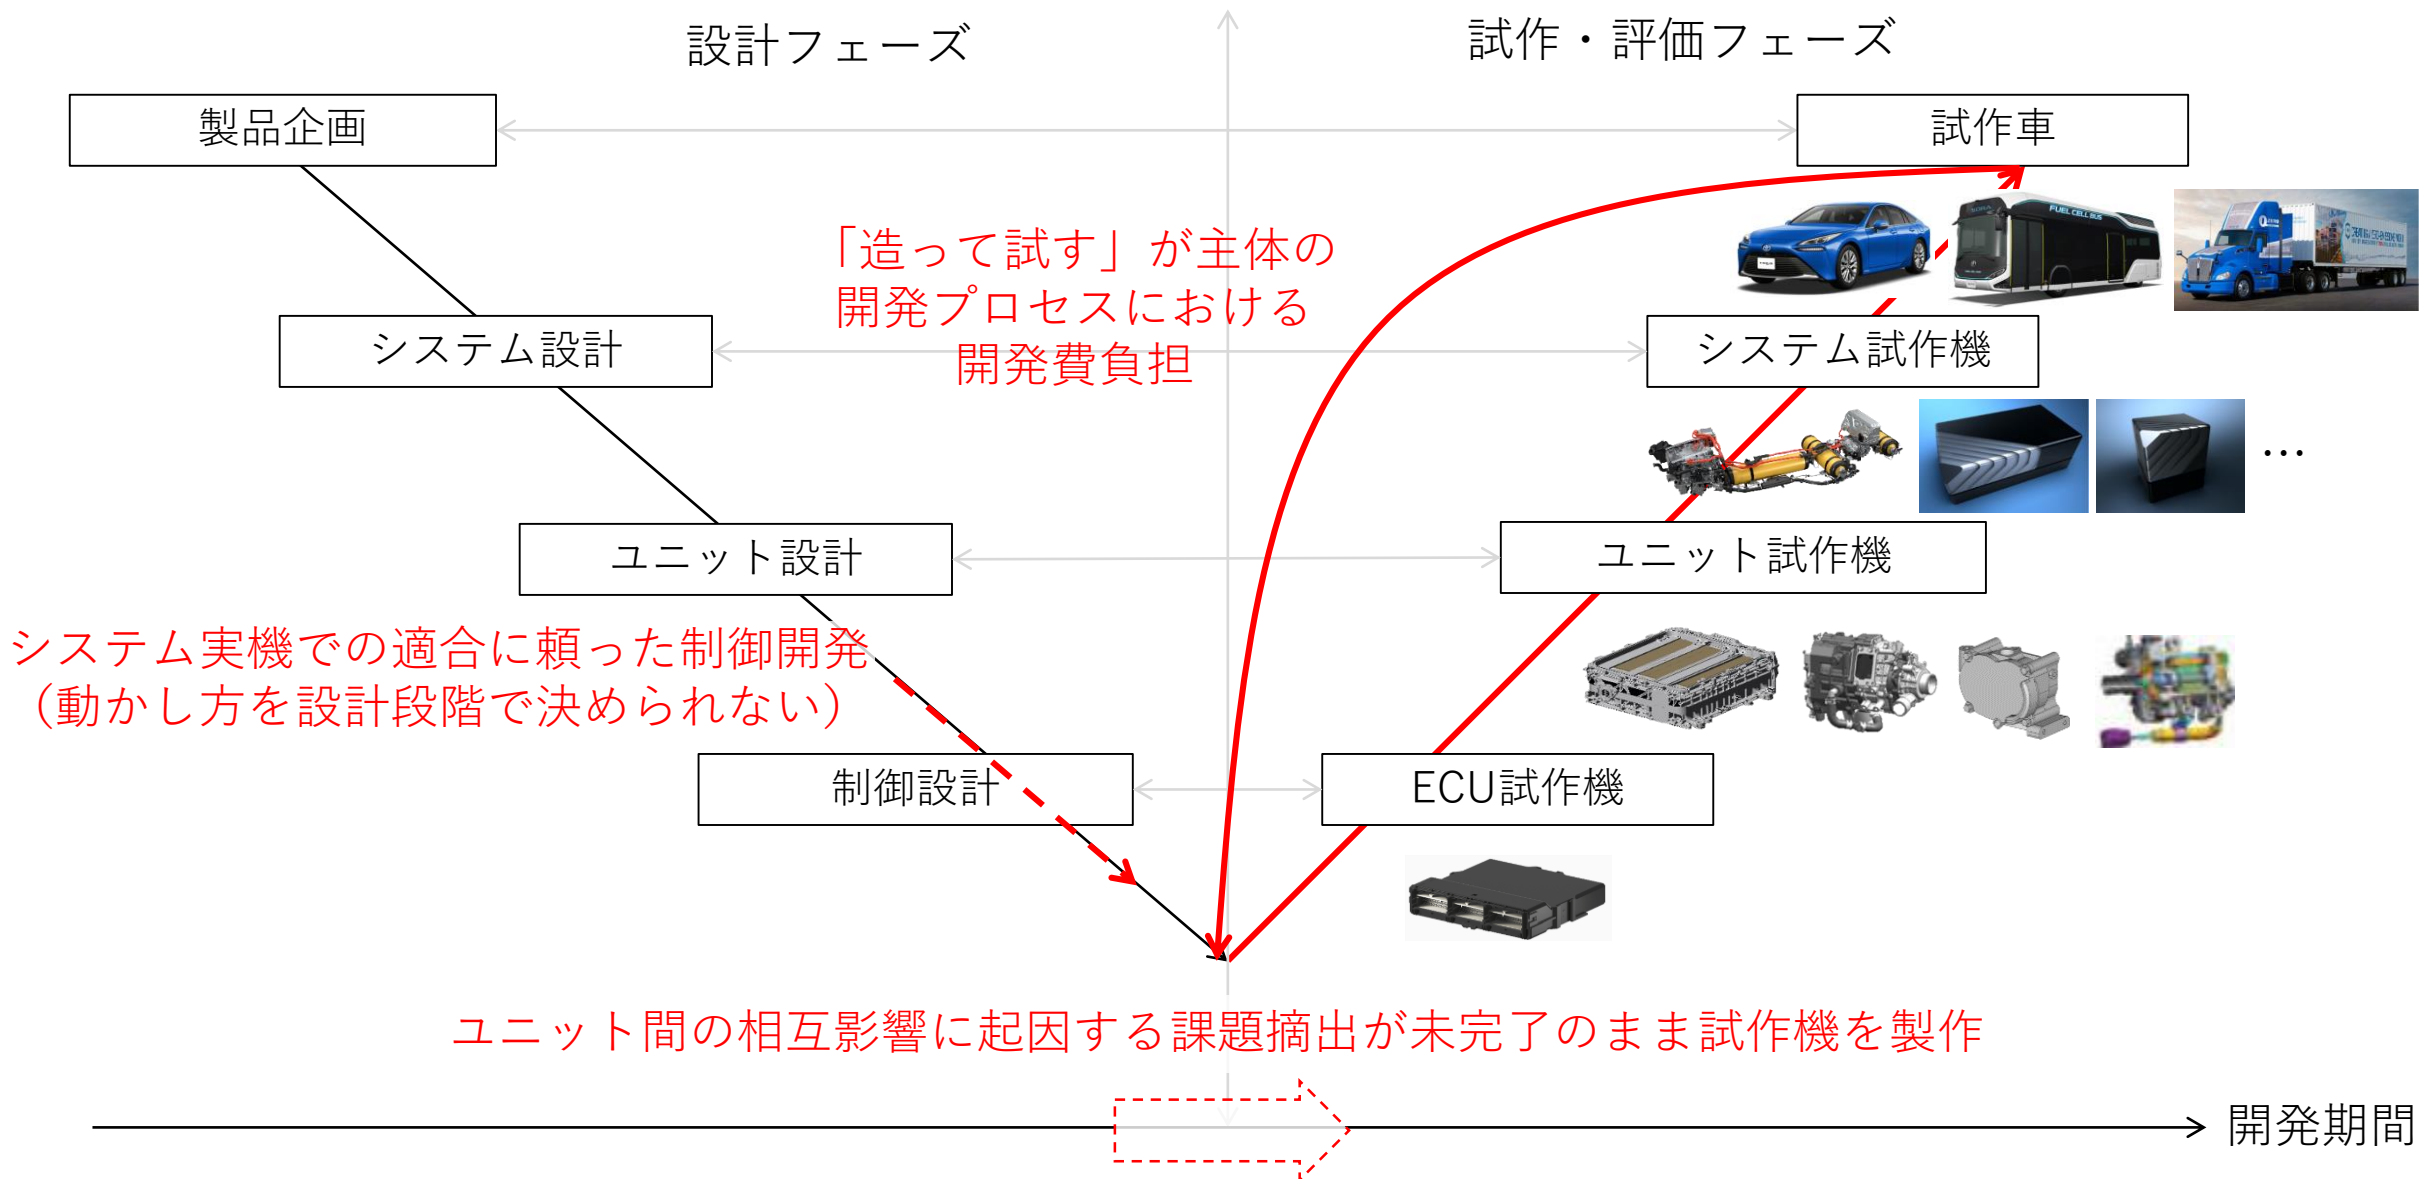 設計フェーズ
試作・評価フェーズ
製品企画
試作車
FUEL CELL BUS
「造って試す」が主体の
開発プロセスにおける
開発費負担
システム設計
システム試作機
…
ユニット設計
ユニット試作機
システム実機での適合に頼った制御開発
（動かし方を設計段階で決められない）
制御設計
ECU試作機
ユニット間の相互影響に起因する課題摘出が未完了のまま試作機を製作
開発期間